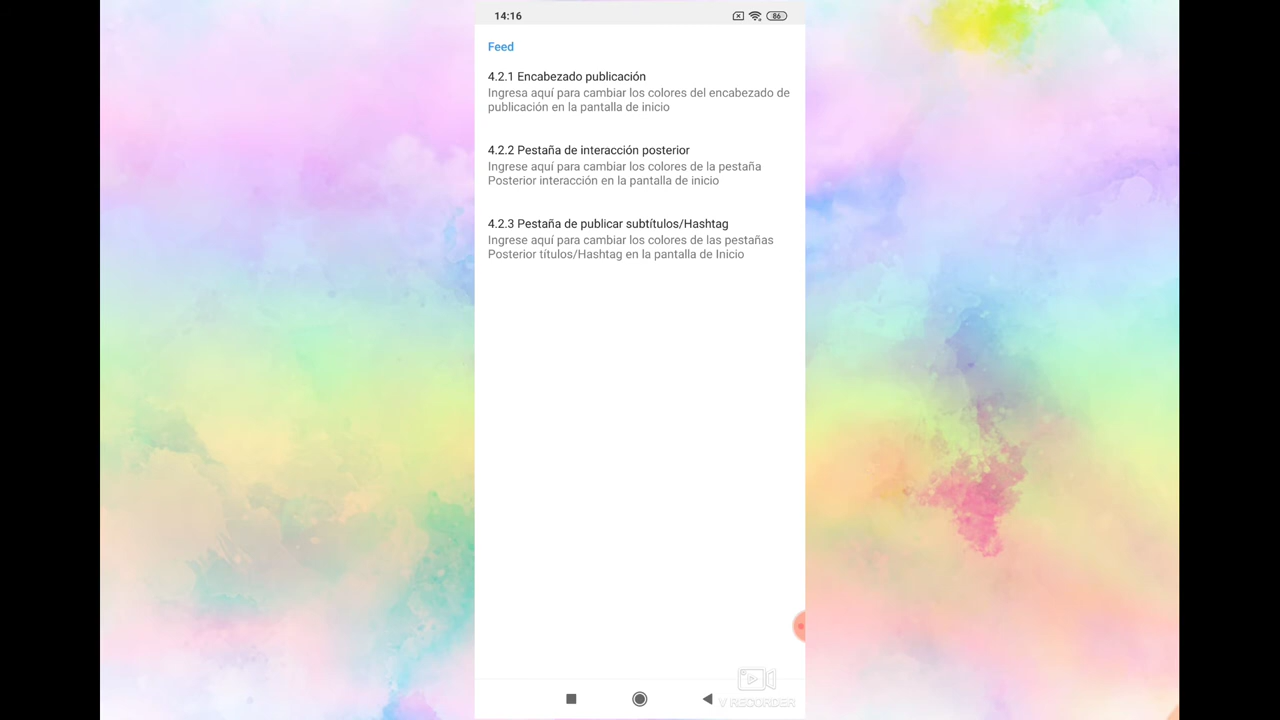 14:16
86
Feed
4.2.1 Encabezado publicación
Ingresa aquí para cambiar los colores del encabezado de
publicación en la pantalla de inicio
4.2.2 Pestaña de interacción posterior
Ingrese aquí para cambiar los colores de la pestaña
Posterior interacción en la pantalla de inicio
4.2.3 Pestaña de publicar subtítulos/Hashtag
Ingrese aquí para cambiar los colores de las pestañas
Posterior títulos/Hashtag en la pantalla de Inicio
V RECORDER